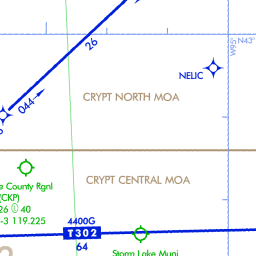 26
W95° N43°
NELIC
044
CRYPT NORTH MOA
e County Rgnl
(CKP)
26 40
-3 119.225
CRYPT CENTRAL MOA
4400G
T302
64
Storm Lake Muni